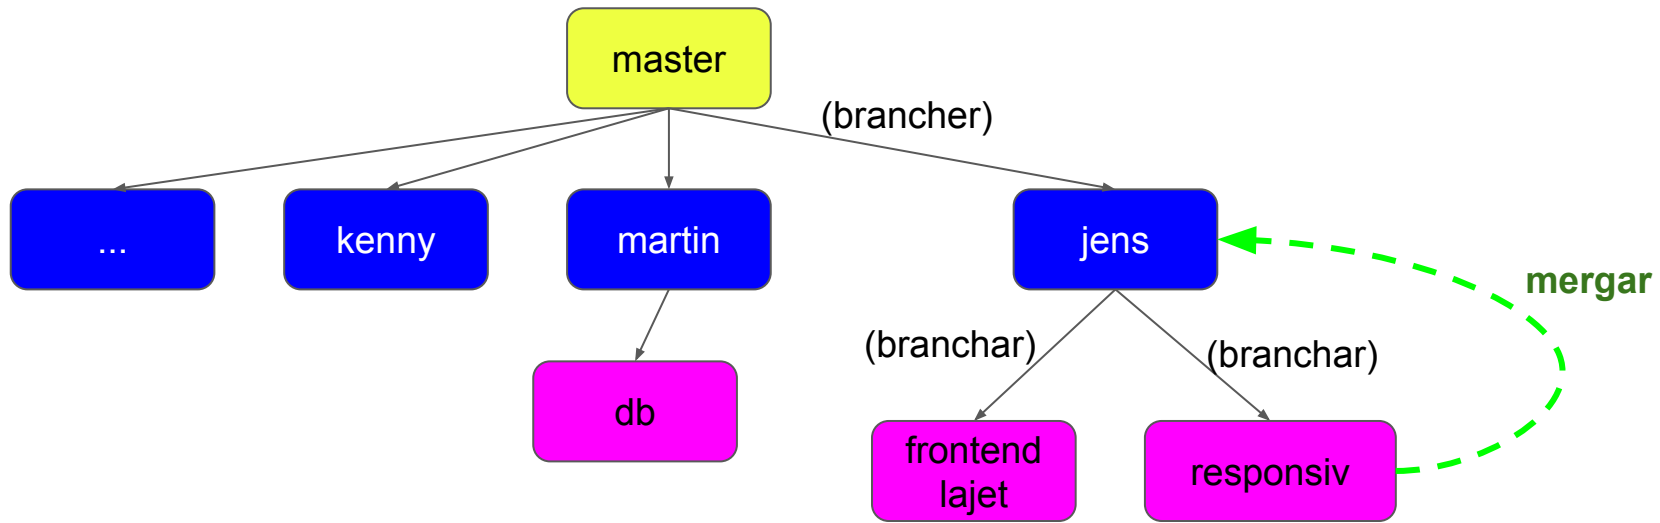 master
(brancher)
...
kenny
martin
jens
mergar
(branchar)
(branchar)
db
frontend
lajet
responsiv